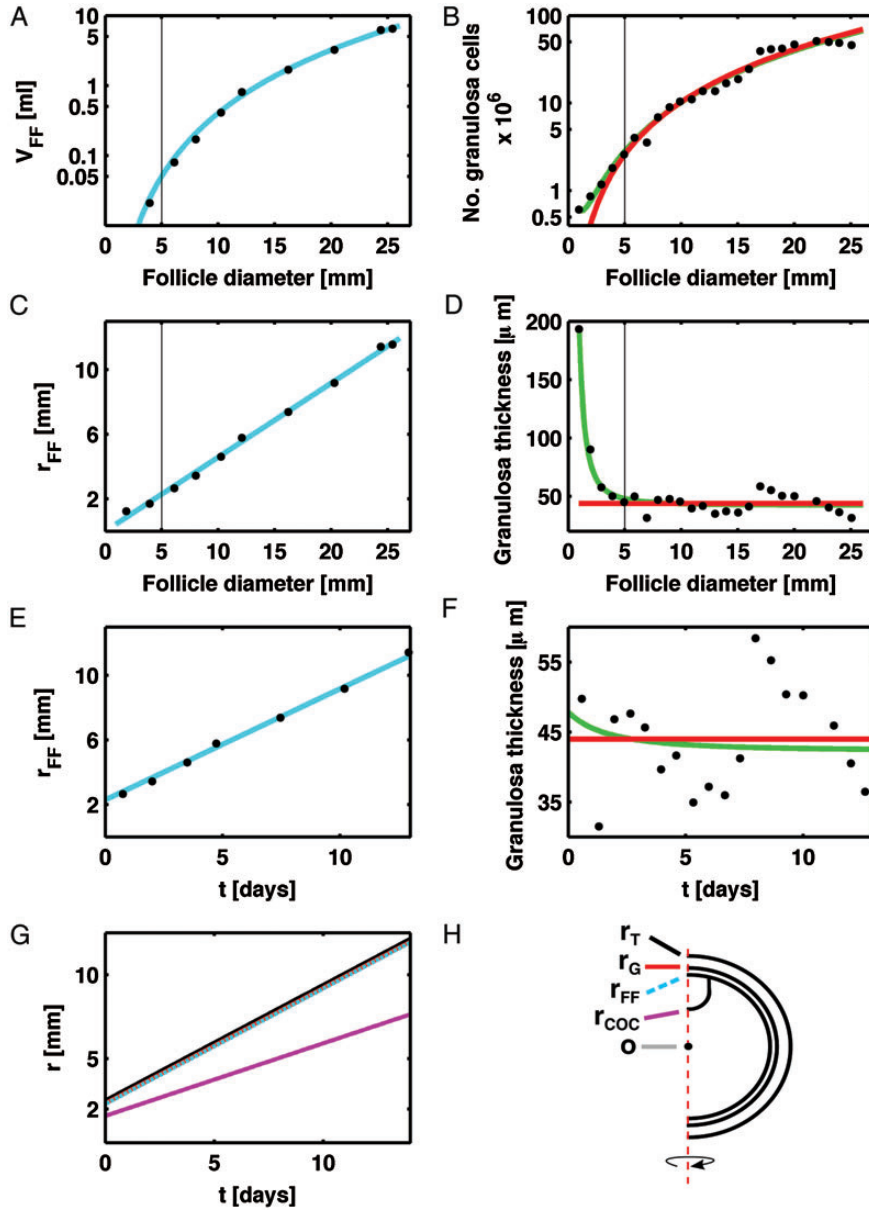 A
V_FF [ml]
10
5
1
0.5
0.1
0.05
0 5 10 15 20 25
Follicle diameter [mm]
B
No. granulosa cells
x 10^6
100
50
10
5
1
0.5
0 5 10 15 20 25
Follicle diameter [mm]
C
r_FF [mm]
10
6
2
0 5 10 15 20 25
Follicle diameter [mm]
D
Granulosa thickness [μ m]
200
150
100
50
0 5 10 15 20 25
Follicle diameter [mm]
E
r_FF [mm]
10
6
2
0 5 10
t [days]
F
Granulosa thickness [μ m]
55
45
35
0 5 10
t [days]
G
r [mm]
10
5
2
0 5 10
t [days]
H
r_T
r_G
r_FF
r_COC
O